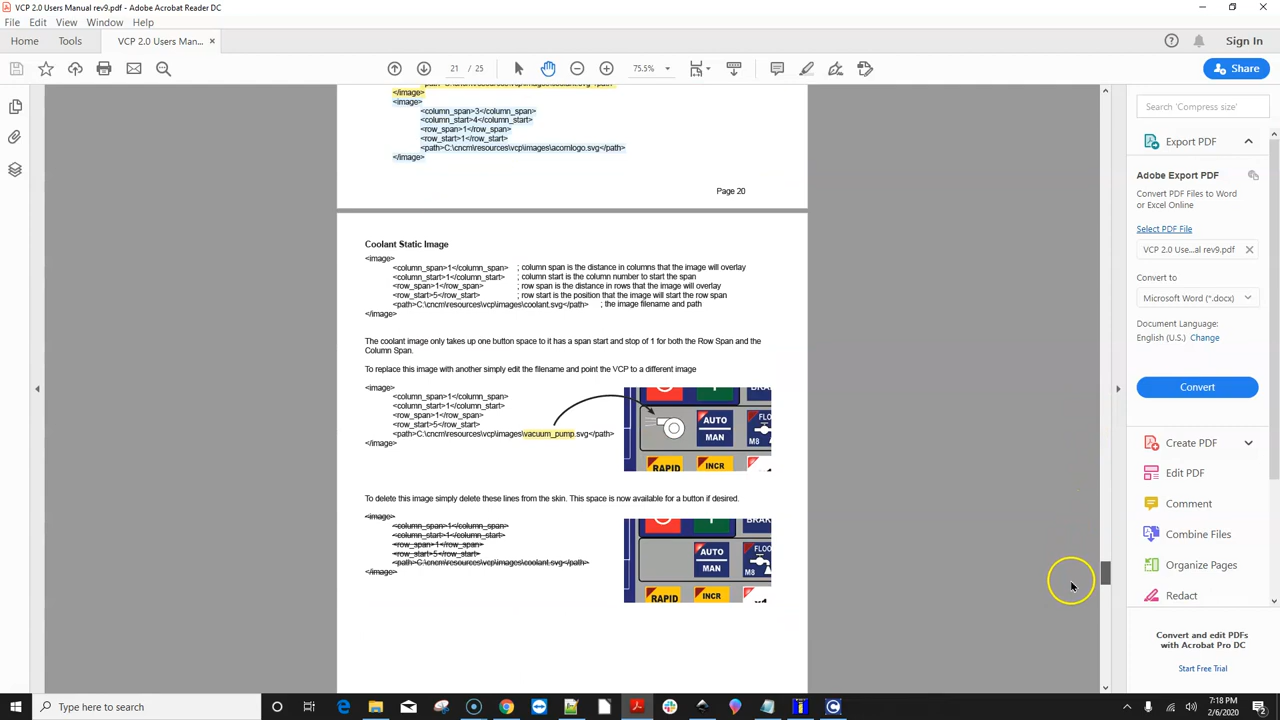 VCP 2.0 Users Manual rev9.pdf - Adobe Acrobat Reader DC
File Edit View Window Help
Home Tools VCP 2.0 Users Man... × Sign In
21 / 25 75.5% Share
</image>
<image>
<column_span>3</column_span>
<column_start>4</column_start>
<row_span>1</row_span>
<row_start>1</row_start>
<path>C:\cncm\resources\vcp\images\acornlogo.svg</path>
</image>
Page 20
Coolant Static Image
<image>
<column_span>1</column_span> ; column span is the distance in columns that the image will overlay
<column_start>1</column_start> ; column start is the column number to start the span
<row_span>1</row_span> ; row span is the distance in rows that the image will overlay
<row_start>5</row_start> ; row start is the position that the image will start the row span
<path>C:\cncm\resources\vcp\images\coolant.svg</path> ; the image filename and path
</image>
The coolant image only takes up one button space to it has a span start and stop of 1 for both the Row Span and the
Column Span.
To replace this image with another simply edit the filename and point the VCP to a different image
<image>
<column_span>1</column_span>
<column_start>1</column_start>
<row_span>1</row_span>
<row_start>5</row_start>
<path>C:\cncm\resources\vcp\images\vacuum_pump.svg</path>
</image>
BRAK
AUTO
MAN
FLO
M8
RAPID INCR x1
To delete this image simply delete these lines from the skin. This space is now available for a button if desired.
<image>
<column_span>1</column_span>
<column_start>1</column_start>
<row_span>1</row_span>
<row_start>5</row_start>
<path>C:\cncm\resources\vcp\images\coolant.svg</path>
</image>
BRAK
AUTO
MAN
FLOO
M8
RAPID INCR
Search 'Compress size'
Export PDF
Adobe Export PDF
Convert PDF Files to Word
or Excel Online
Select PDF File
VCP 2.0 Use...al rev9.pdf ×
Convert to
Microsoft Word (*.docx)
Document Language:
English (U.S.) Change
Convert
Create PDF
Edit PDF
Comment
Combine Files
Organize Pages
Redact
Convert and edit PDFs
with Acrobat Pro DC
Start Free Trial
Type here to search
7:18 PM
2/6/2020